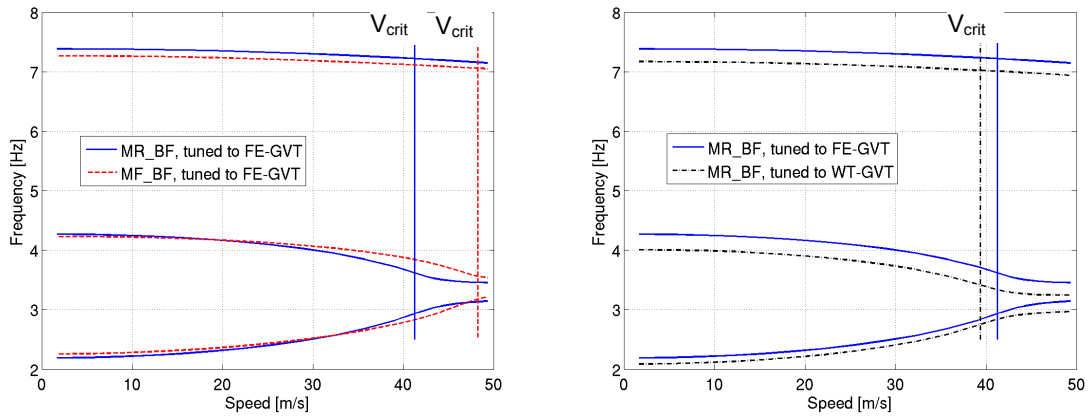 V_crit V_crit
8
7
6
5
4
3
2
0 10 20 30 40 50
Frequency [Hz]
Speed [m/s]
MR_BF, tuned to FE-GVT
MF_BF, tuned to FE-GVT
V_crit
8
7
6
5
4
3
2
0 10 20 30 40 50
Frequency [Hz]
Speed [m/s]
MR_BF, tuned to FE-GVT
MR_BF, tuned to WT-GVT